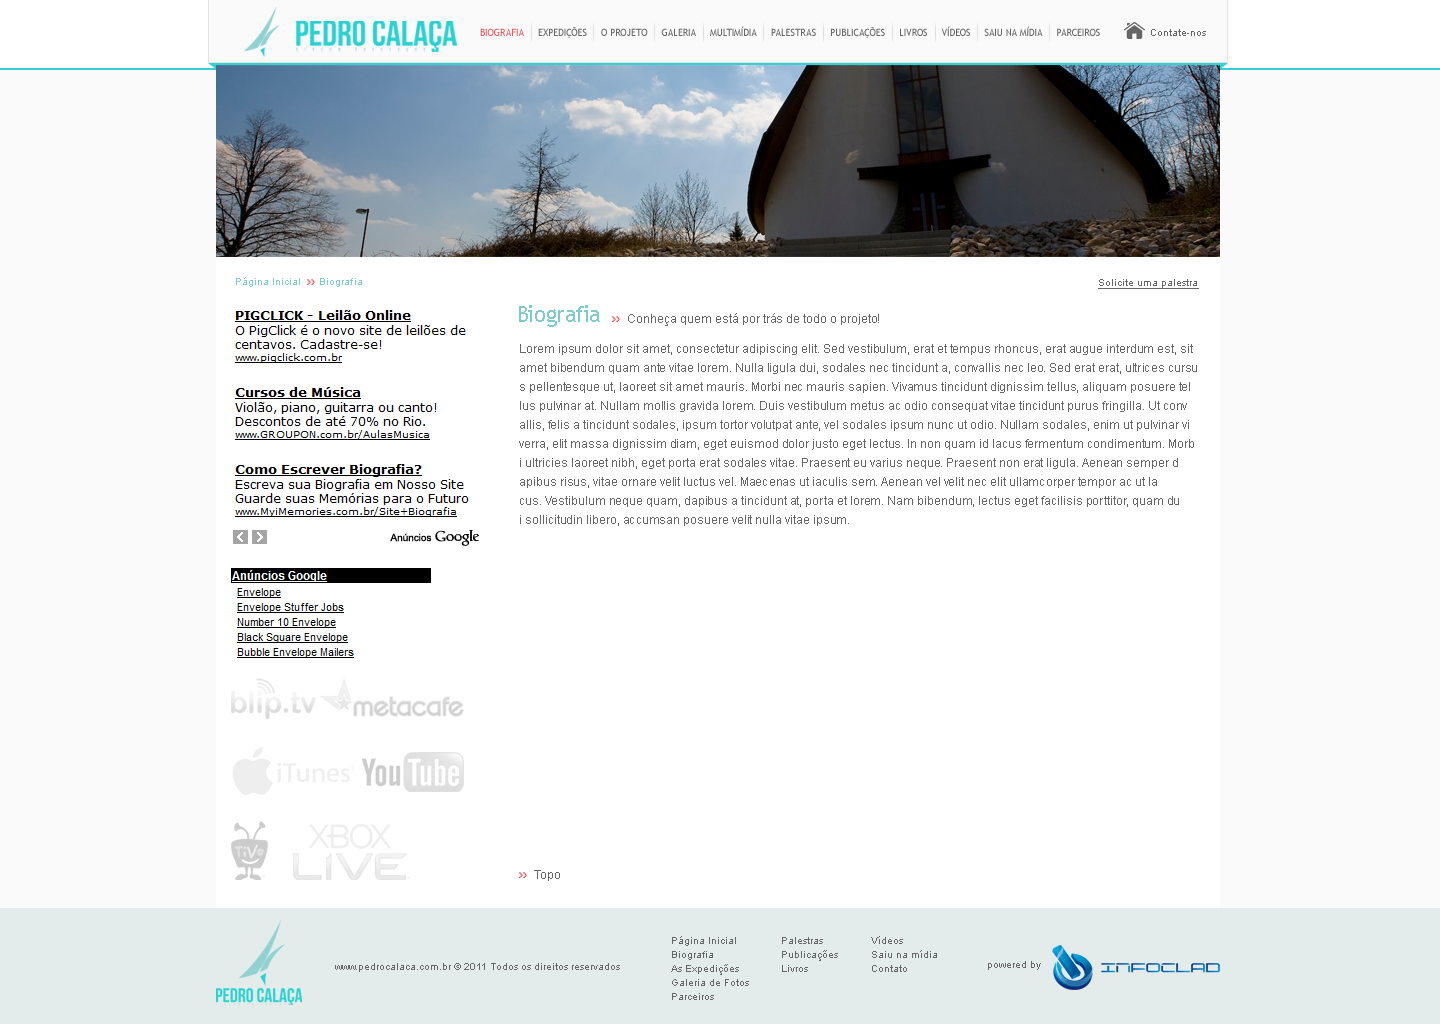 PEDRO CALAÇA
BIOGRAFIA EXPEDIÇÕES O PROJETO GALERIA MULTIMÍDIA PALESTRAS PUBLICAÇÕES LIVROS VÍDEOS SAIU NA MÍDIA PARCEIROS Contate-nos
Página Inicial >> Biografia
Solicite uma palestra
PIGCLICK - Leilão Online
O PigClick é o novo site de leilões de
centavos. Cadastre-se!
www.pigclick.com.br
Cursos de Música
Violão, piano, guitarra ou canto!
Descontos de até 70% no Rio.
www.GROUPON.com.br/AulasMusica
Como Escrever Biografia?
Escreva sua Biografia em Nosso Site
Guarde suas Memórias para o Futuro
www.MyiMemories.com.br/Site+Biografia
Anúncios Google
Anúncios Google
Envelope
Envelope Stuffer Jobs
Number 10 Envelope
Black Square Envelope
Bubble Envelope Mailers
blip.tv metacafe
iTunes YouTube
TiVo XBOX
LIVE
Biografia >> Conheça quem está por trás de todo o projeto!
Lorem ipsum dolor sit amet, consectetur adipiscing elit. Sed vestibulum, erat et tempus rhoncus, erat augue interdum est, sit
amet bibendum quam ante vitae lorem. Nulla ligula dui, sodales nec tincidunt a, convallis nec leo. Sed erat erat, ultrices cursu
s pellentesque ut, laoreet sit amet mauris. Morbi nec mauris sapien. Vivamus tincidunt dignissim tellus, aliquam posuere tel
lus pulvinar at. Nullam mollis gravida lorem. Duis vestibulum metus ac odio consequat vitae tincidunt purus fringilla. Ut conv
allis, felis a tincidunt sodales, ipsum tortor volutpat ante, vel sodales ipsum nunc ut odio. Nullam sodales, enim ut pulvinar vi
verra, elit massa dignissim diam, eget euismod dolor justo eget lectus. In non quam id lacus fermentum condimentum. Morb
i ultricies laoreet nibh, eget porta erat sodales vitae. Praesent eu varius neque. Praesent non erat ligula. Aenean semper d
apibus risus, vitae ornare velit luctus vel. Maecenas ut iaculis sem. Aenean vel velit nec elit ullamcorper tempor ac ut la
cus. Vestibulum neque quam, dapibus a tincidunt at, porta et lorem. Nam bibendum, lectus eget facilisis porttitor, quam du
i sollicitudin libero, accumsan posuere velit nulla vitae ipsum.
>> Topo
PEDRO CALAÇA
www.pedrocalaca.com.br © 2011 Todos os direitos reservados
Página Inicial
Biografia
As Expedições
Galeria de Fotos
Parceiros
Palestras
Publicações
Livros
Vídeos
Saiu na mídia
Contato
powered by INFOCLAD